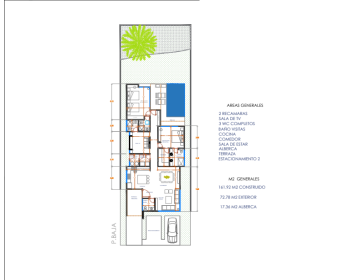 AREAS GENERALES
3 RECAMARAS
SALA DE TV
3 WC COMPLETOS
BAÑO VISITAS
COCINA
COMEDOR
SALA DE ESTAR
ALBERCA
TERRAZA
ESTACIONAMIENTO 2
M2 GENERALES
161.92 M2 CONSTRUIDO
72.78 M2 EXTERIOR
17.36 M2 ALBERCA
P.BAJA